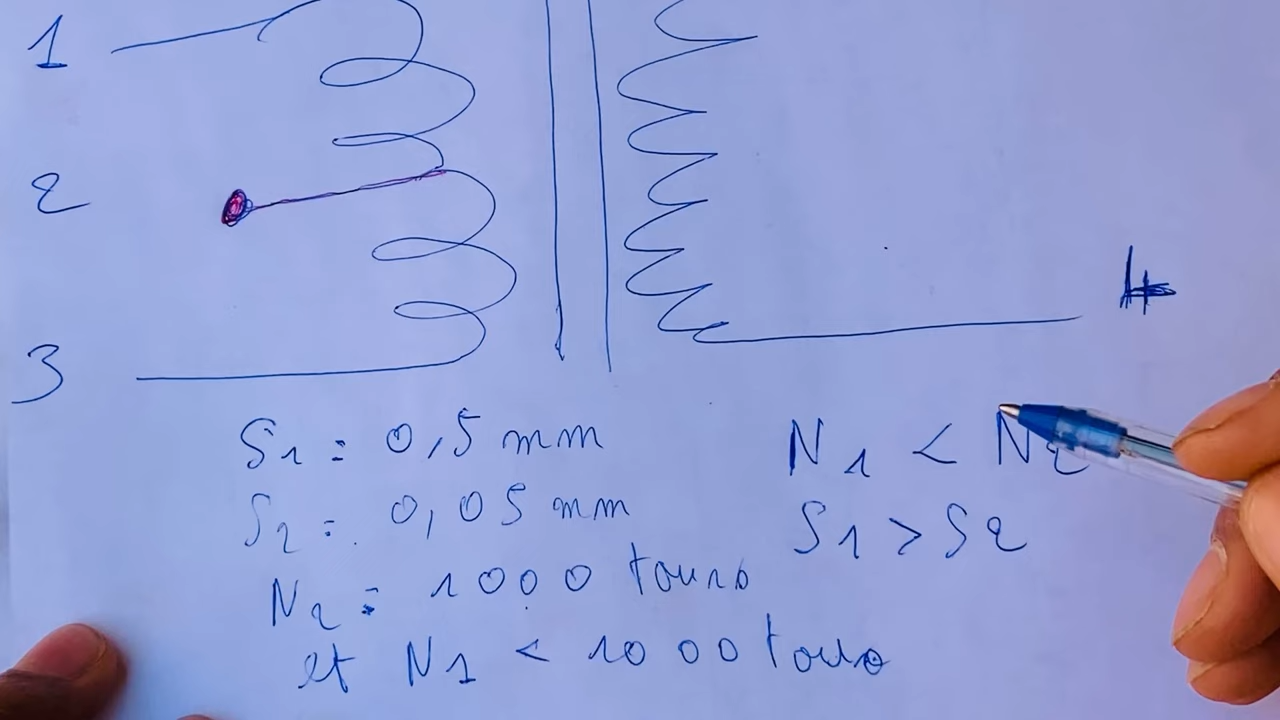 1
2
3
4
S1 = 0,5 mm
S2 = 0,05 mm
N2 = 1000 tours
et N1 < 1000 tours
N1 < N2
S1 > S2